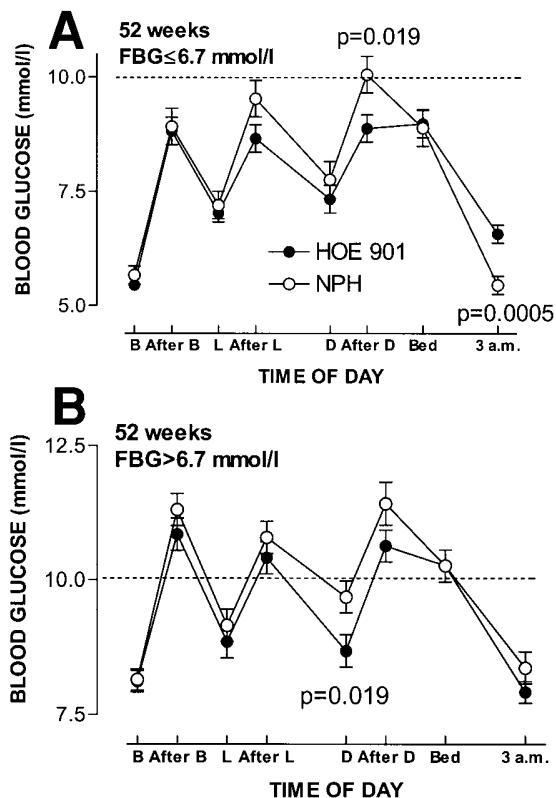 A
52 weeks
FBG≤6.7 mmol/l
p=0.019
BLOOD GLUCOSE (mmol/l)
10.0
7.5
5.0
HOE 901
NPH
p=0.0005
B After B L After L D After D Bed 3 a.m.
TIME OF DAY
B
52 weeks
FBG>6.7 mmol/l
BLOOD GLUCOSE (mmol/l)
12.5
10.0
7.5
p=0.019
B After B L After L D After D Bed 3 a.m.
TIME OF DAY